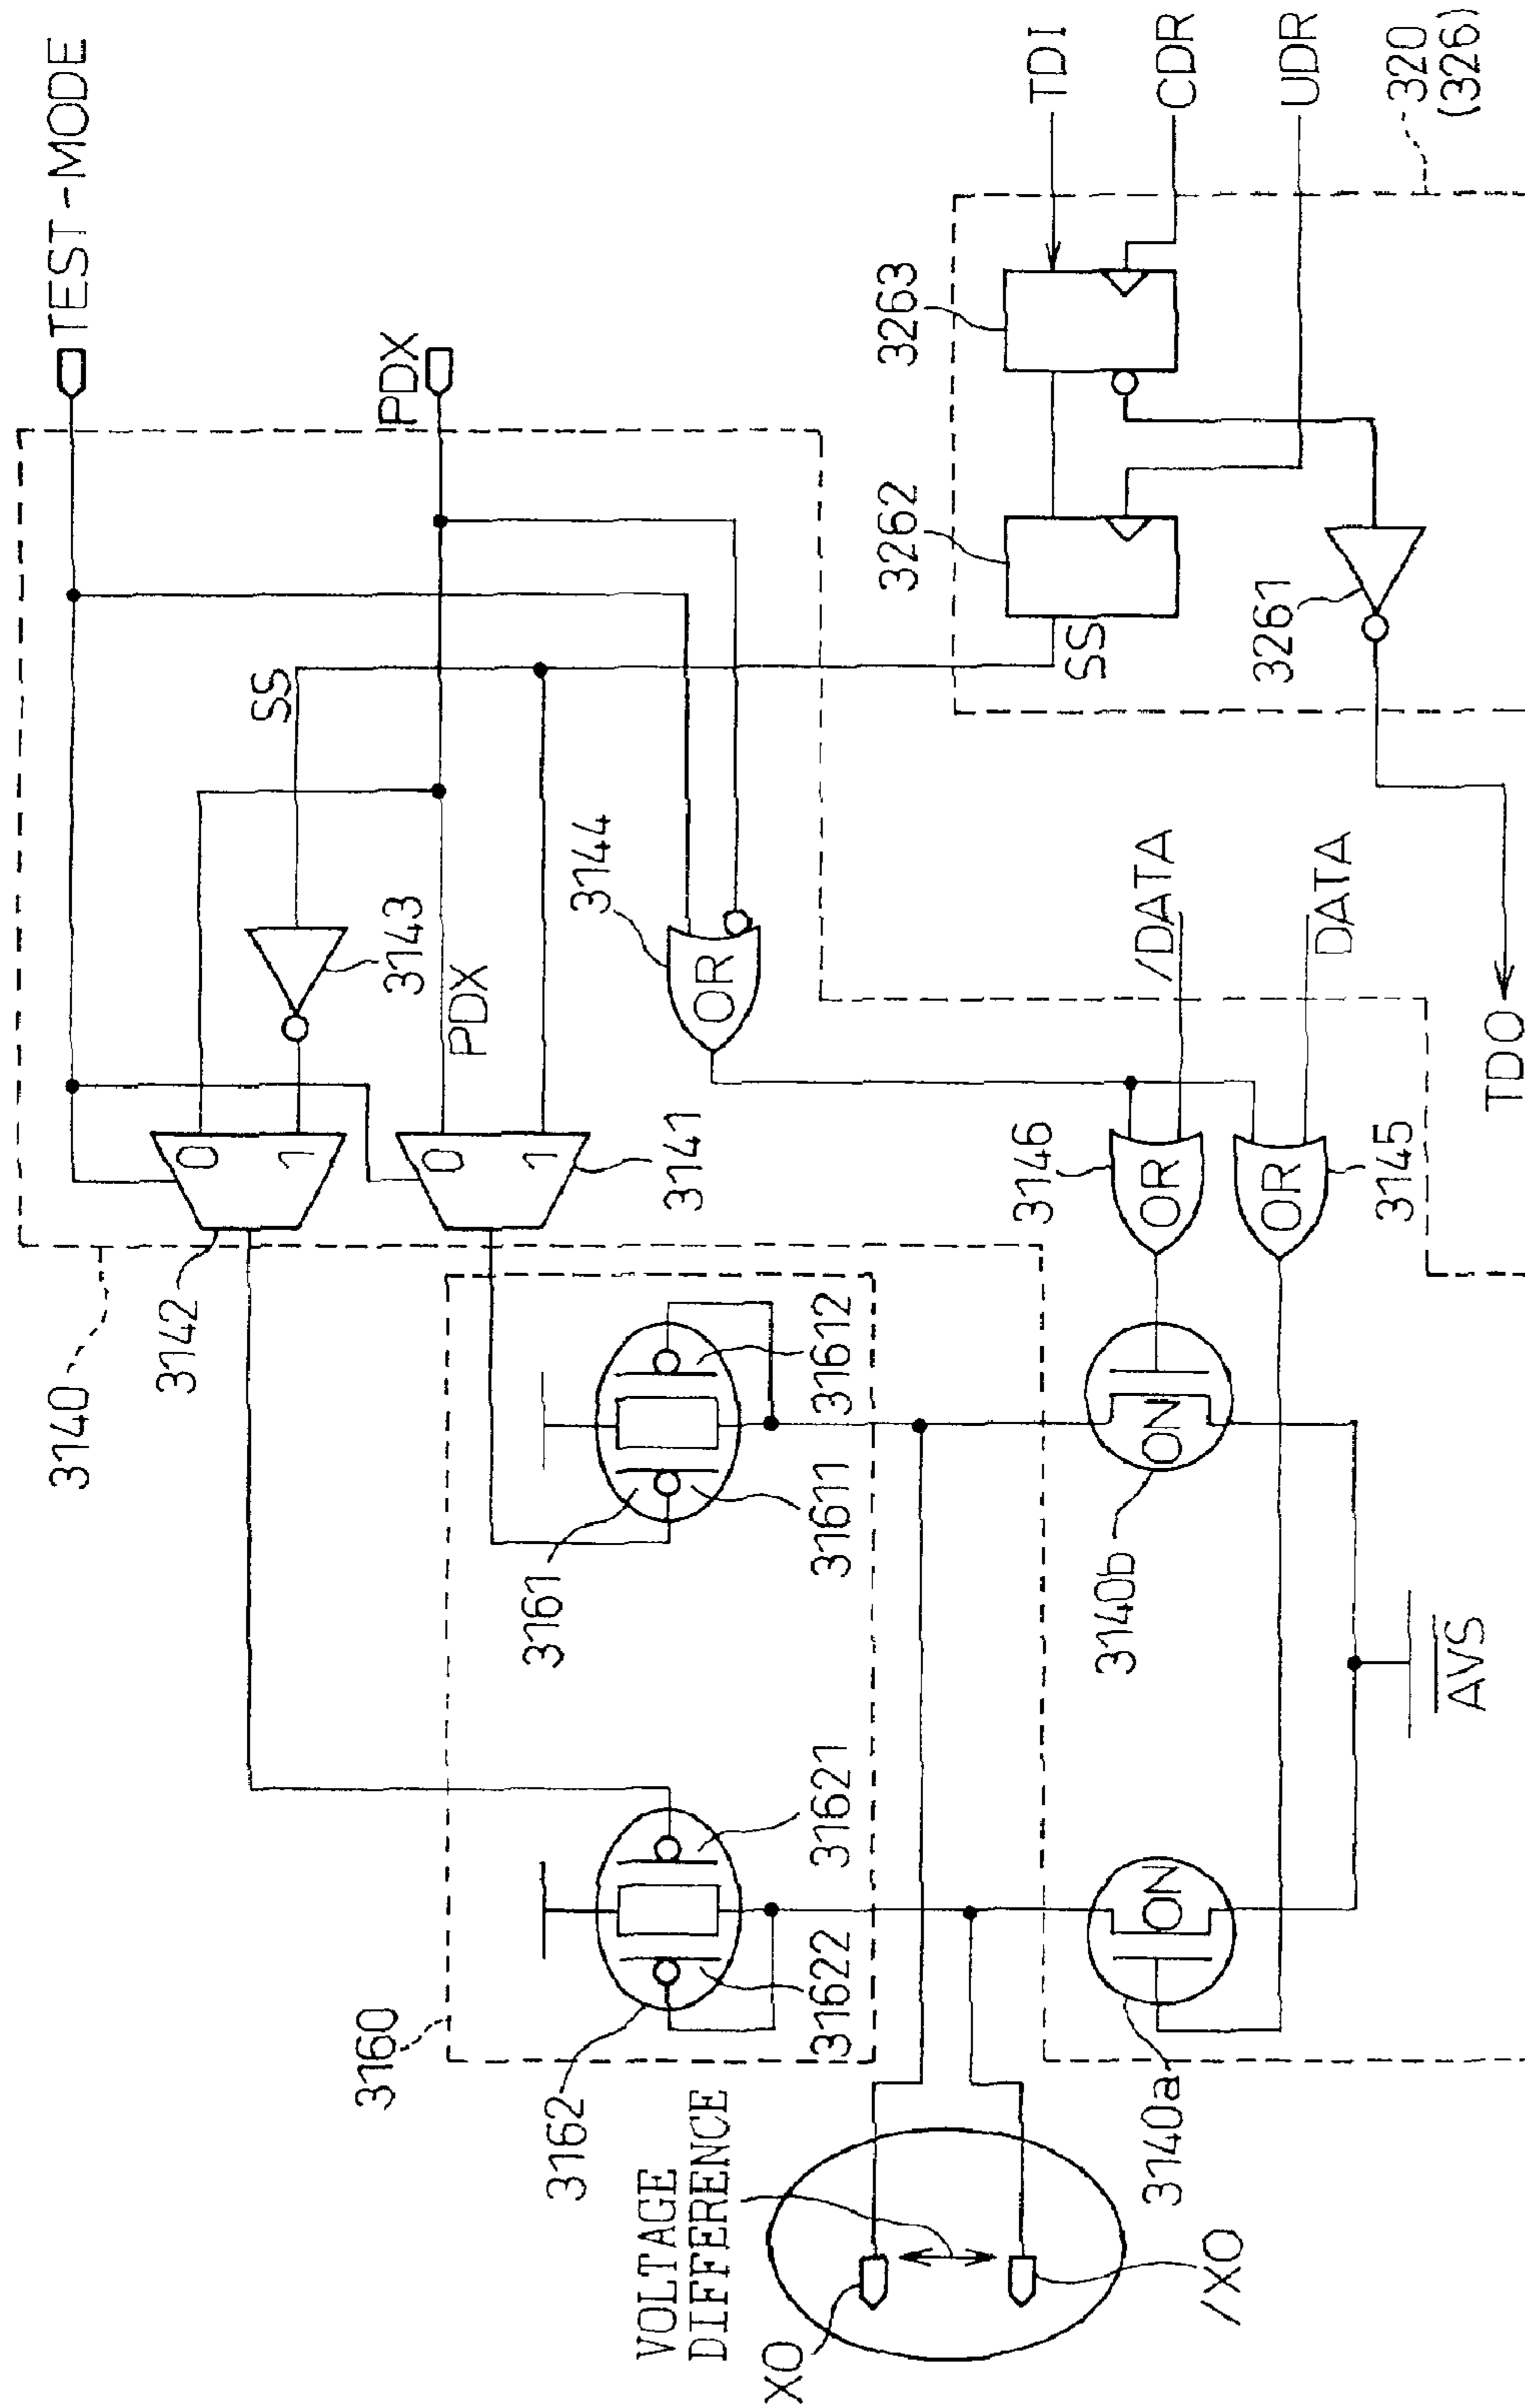 TEST-MODE
PDX
3140
3142
0
1
3143
SS
PDX
0
1
3141
3144
OR
TDI
CDR
UDR
320
(326)
3263
3262
SS
3261
TDO
/DATA
DATA
3146
OR
3145
OR
3160
3161
31611
31612
3162
31621
31622
3140b
ON
3140a
ON
AVS
VOLTAGE
DIFFERENCE
XO
/XO